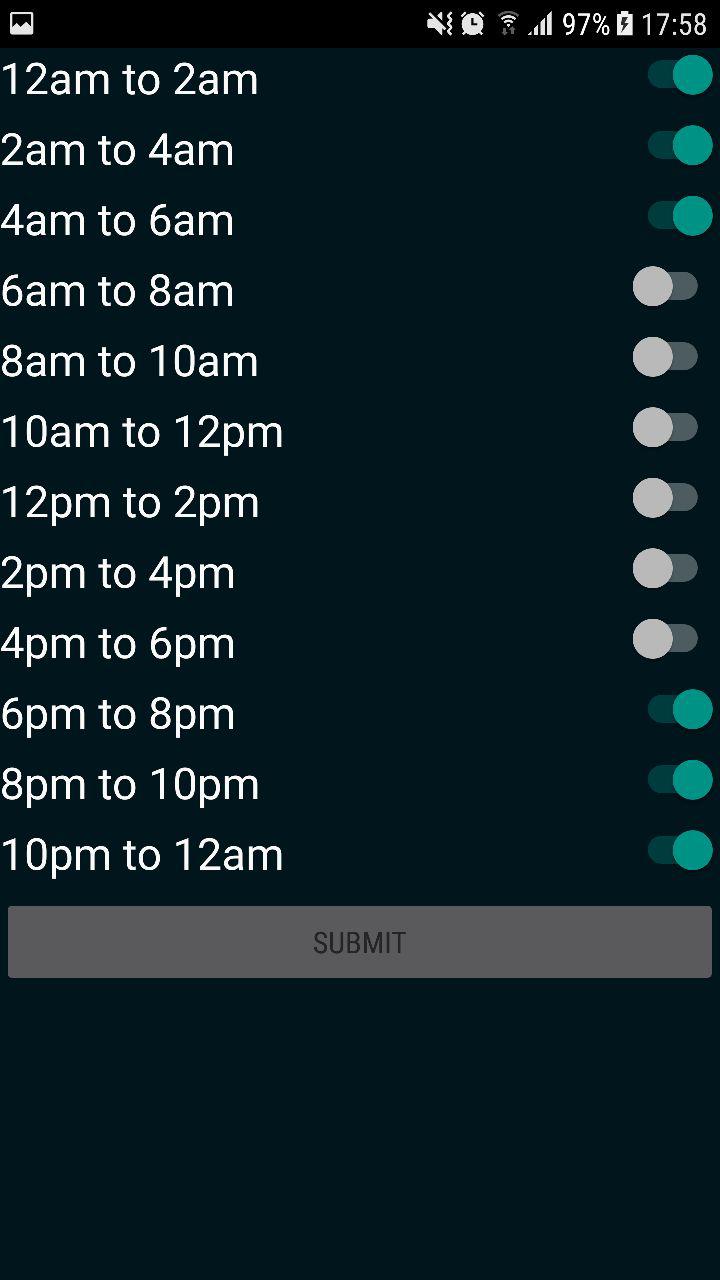 97% 17:58
12am to 2am
2am to 4am
4am to 6am
6am to 8am
8am to 10am
10am to 12pm
12pm to 2pm
2pm to 4pm
4pm to 6pm
6pm to 8pm
8pm to 10pm
10pm to 12am
SUBMIT